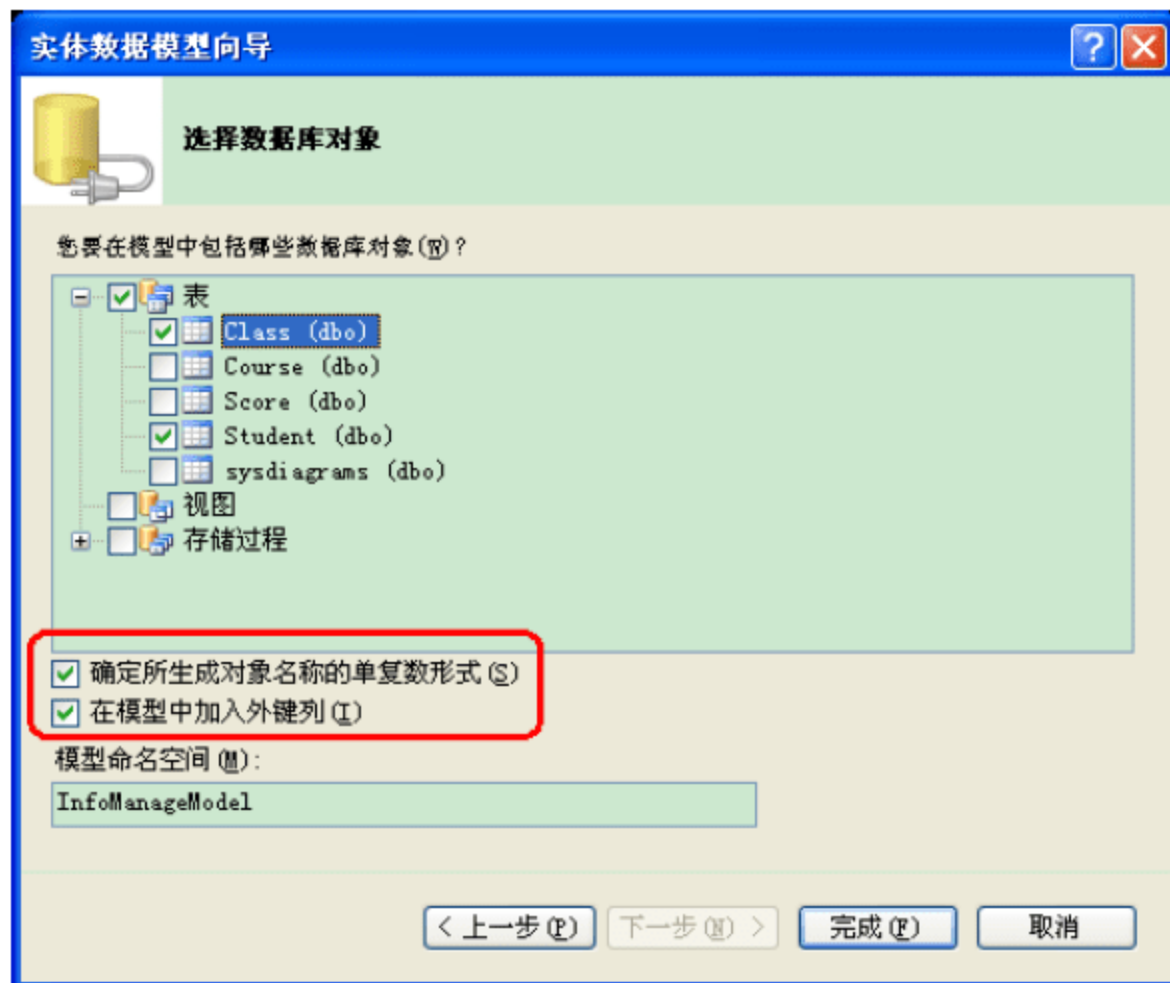 实体数据模型向导
选择数据库对象
您要在模型中包括哪些数据库对象(W)?
表
Class (dbo)
Course (dbo)
Score (dbo)
Student (dbo)
sysdiagrams (dbo)
视图
存储过程
确定所生成对象名称的单复数形式(S)
在模型中加入外键列(I)
模型命名空间(M):
InfoManageModel
< 上一步(P) 下一步(N) > 完成(F) 取消